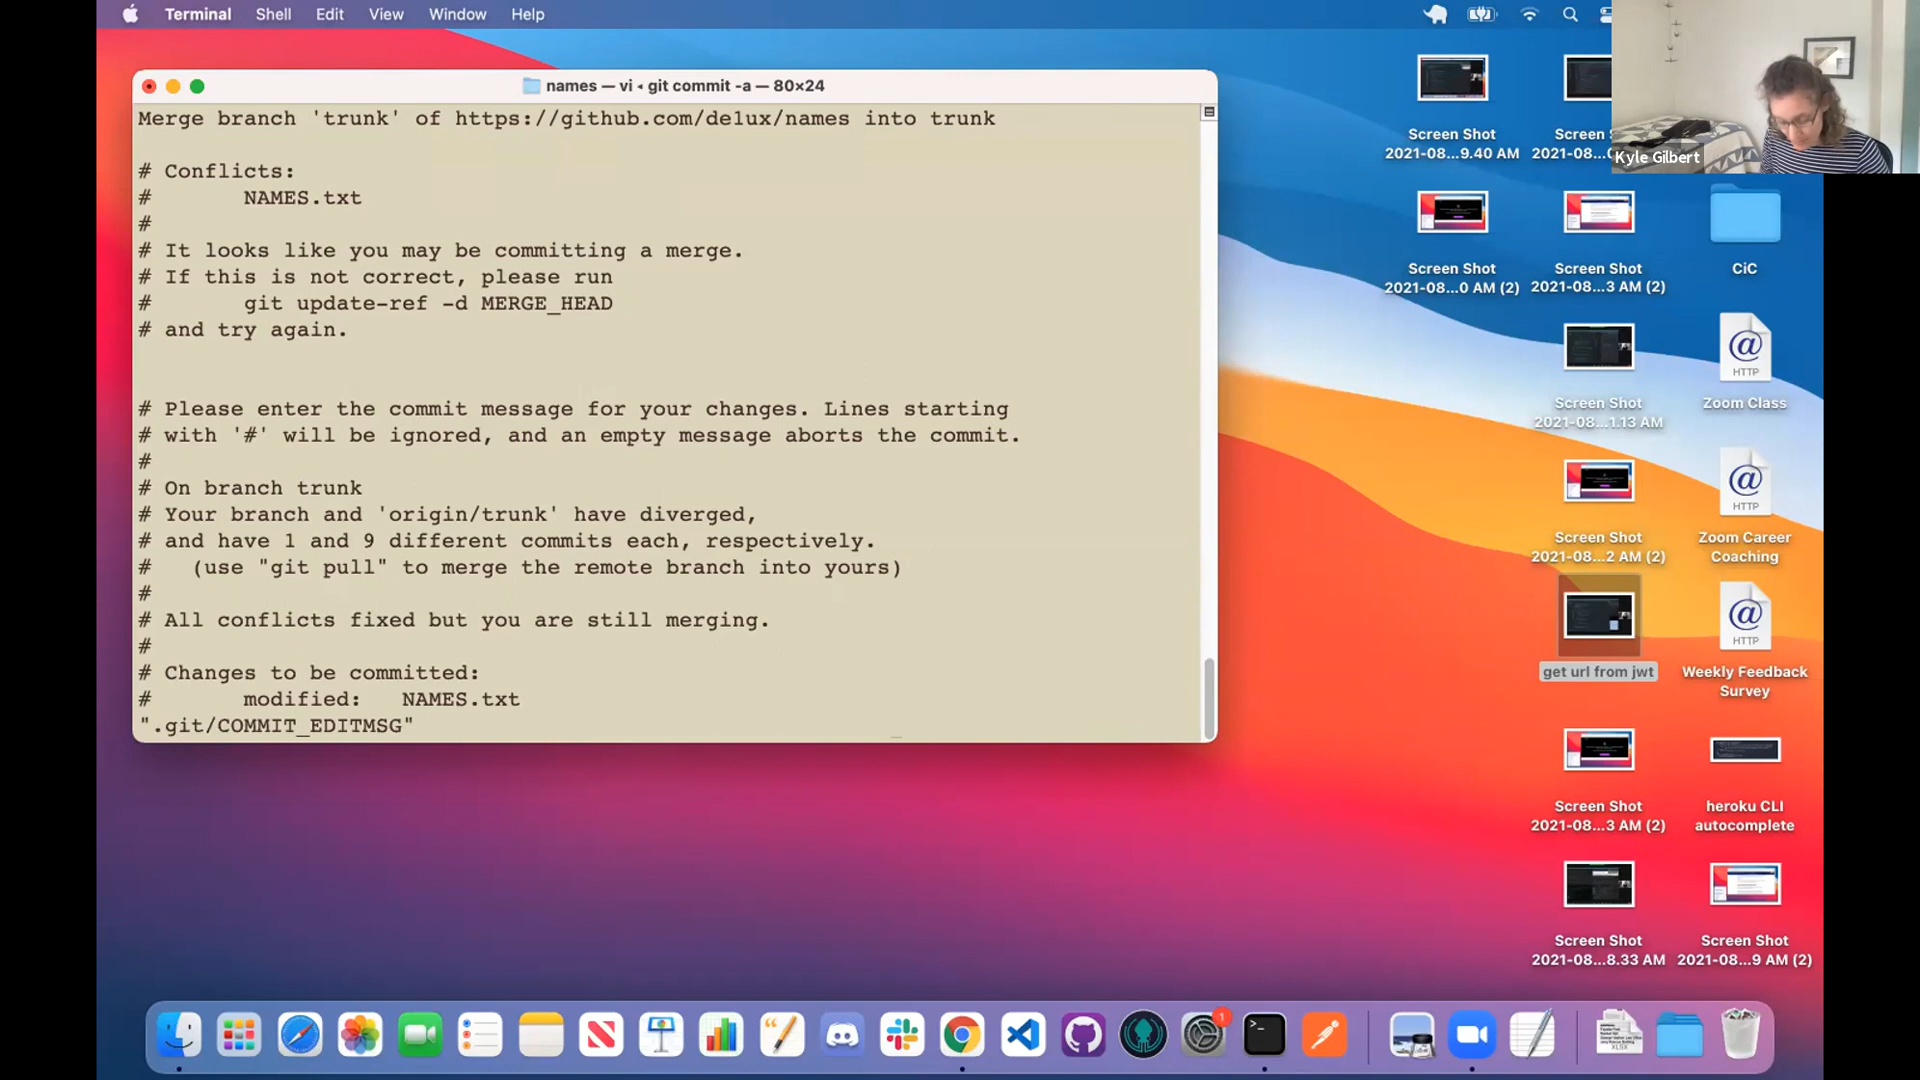 Terminal Shell Edit View Window Help
names — vi ◂ git commit -a — 80×24
Merge branch 'trunk' of https://github.com/de1ux/names into trunk
# Conflicts:
#       NAMES.txt
#
# It looks like you may be committing a merge.
# If this is not correct, please run
#       git update-ref -d MERGE_HEAD
# and try again.
# Please enter the commit message for your changes. Lines starting
# with '#' will be ignored, and an empty message aborts the commit.
#
# On branch trunk
# Your branch and 'origin/trunk' have diverged,
# and have 1 and 9 different commits each, respectively.
#   (use "git pull" to merge the remote branch into yours)
#
# All conflicts fixed but you are still merging.
#
# Changes to be committed:
#       modified:   NAMES.txt
".git/COMMIT_EDITMSG"
Kyle Gilbert
Screen Shot
2021-08...9.40 AM
Screen Sh
2021-08...
Screen Shot
2021-08...0 AM (2)
Screen Shot
2021-08...3 AM (2)
CiC
HTTP
Screen Shot
2021-08...1.13 AM
Zoom Class
HTTP
Screen Shot
2021-08...2 AM (2)
Zoom Career
Coaching
HTTP
get url from jwt
Weekly Feedback
Survey
Screen Shot
2021-08...3 AM (2)
heroku CLI
autocomplete
Screen Shot
2021-08...8.33 AM
Screen Shot
2021-08...9 AM (2)
1
XLSX